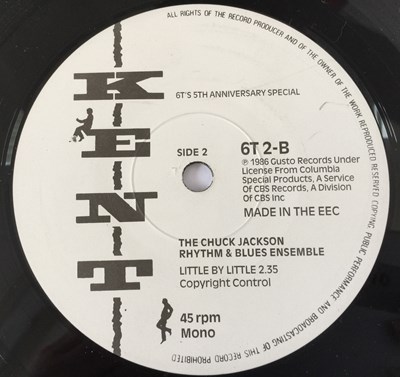 ALL RIGHTS OF THE RECORD PRODUCER AND OF THE OWNER OF THE WORK REPRODUCED RESERVED COPYING PUBLIC PERFORMANCE AND BROADCASTING OF THIS RECORD PROHIBITED
KENT
6T'S 5TH ANNIVERSARY SPECIAL
SIDE 2
6T 2-B
℗ 1986 Gusto Records Under
License From Columbia
Special Products, A Service
Of CBS Records, A Division
Of CBS Inc
MADE IN THE EEC
THE CHUCK JACKSON
RHYTHM & BLUES ENSEMBLE
LITTLE BY LITTLE 2.35
Copyright Control
45 rpm
Mono